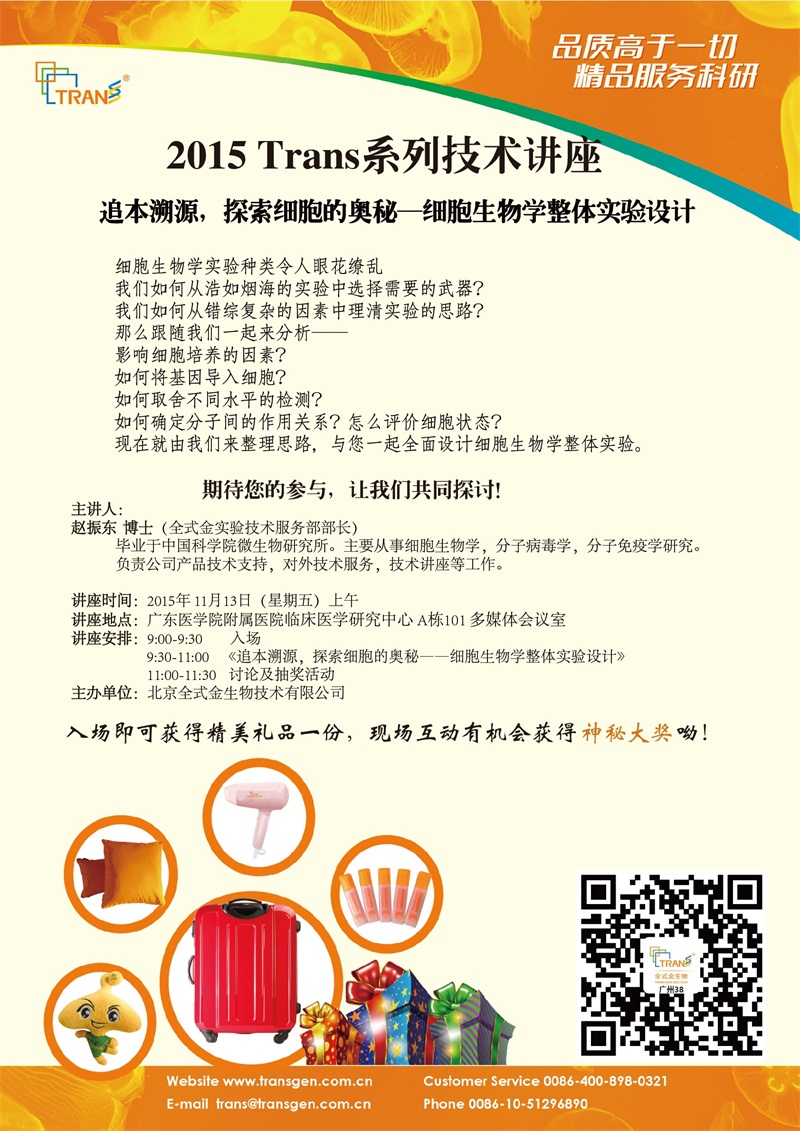 品质高于一切
精品服务科研
TRANS®
2015 Trans系列技术讲座
追本溯源，探索细胞的奥秘—细胞生物学整体实验设计
细胞生物学实验种类令人眼花缭乱
我们如何从浩如烟海的实验中选择需要的武器？
我们如何从错综复杂的因素中理清实验的思路？
那么跟随我们一起来分析——
影响细胞培养的因素？
如何将基因导入细胞？
如何取舍不同水平的检测？
如何确定分子间的作用关系？怎么评价细胞状态？
现在就由我们来整理思路，与您一起全面设计细胞生物学整体实验。
期待您的参与，让我们共同探讨！
主讲人：
赵振东 博士（全式金实验技术服务部部长）
毕业于中国科学院微生物研究所。主要从事细胞生物学，分子病毒学，分子免疫学研究。
负责公司产品技术支持，对外技术服务，技术讲座等工作。
讲座时间：2015年 11月13日（星期五）上午
讲座地点：广东医学院附属医院临床医学研究中心 A栋101 多媒体会议室
讲座安排：9:00-9:30 入场
9:30-11:00 《追本溯源，探索细胞的奥秘——细胞生物学整体实验设计》
11:00-11:30 讨论及抽奖活动
主办单位：北京全式金生物技术有限公司
入场即可获得精美礼品一份，现场互动有机会获得神秘大奖呦！
TRANS®
全式金生物
广州38
Website www.transgen.com.cn Customer Service 0086-400-898-0321
E-mail trans@transgen.com.cn Phone 0086-10-51296890